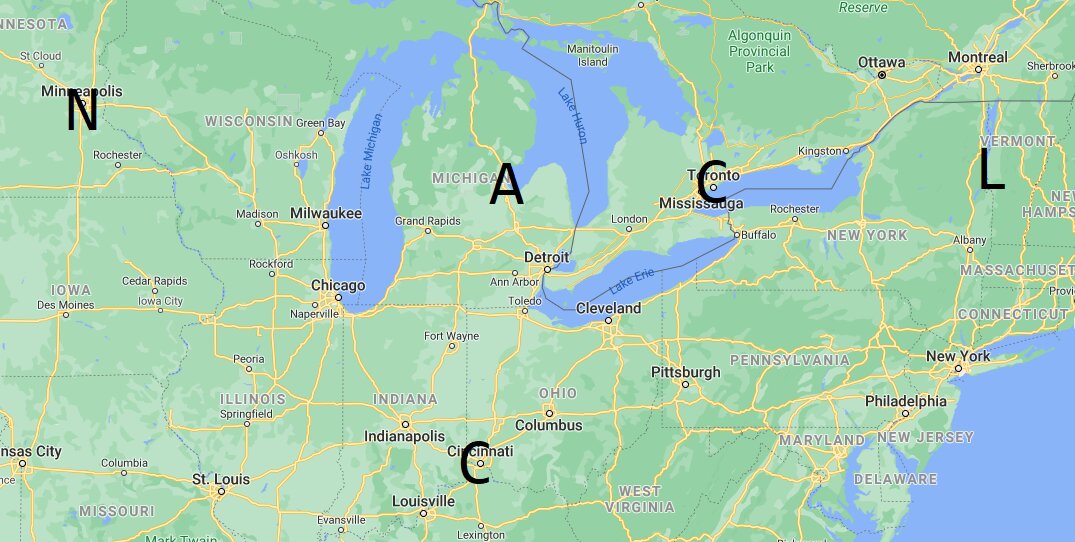 Reserve
NNESOTA
St Cloud
Manitoulin
Island
Algonquin
Provincial
Park
Ottawa
Montreal
Sherbrook
Minneapolis
N
WISCONSIN
Green Bay
Lake Michigan
Lake Huron
Rochester
Oshkosh
Kingston
VERMONT
MICHIGAN
A
C
Toronto
Mississauga
L
NEW
HAMPS
Madison
Milwaukee
Grand Rapids
London
Rochester
Buffalo
NEW YORK
Albany
Rockford
Detroit
Ann Arbor
Lake Erie
MASSACHUSET
IOWA
Cedar Rapids
Iowa City
Des Moines
Chicago
Naperville
Toledo
Cleveland
Provi
CONNECTICUT
Fort Wayne
Peoria
PENNSYLVANIA
New York
Pittsburgh
ILLINOIS
Springfield
INDIANA
OHIO
Philadelphia
Indianapolis
Columbus
MARYLAND
NEW JERSEY
nsas City
Columbia
Cincinnati
C
St. Louis
DELAWARE
nce
WEST
VIRGINIA
Louisville
MISSOURI
Evansville
Lexington
Mark Twain